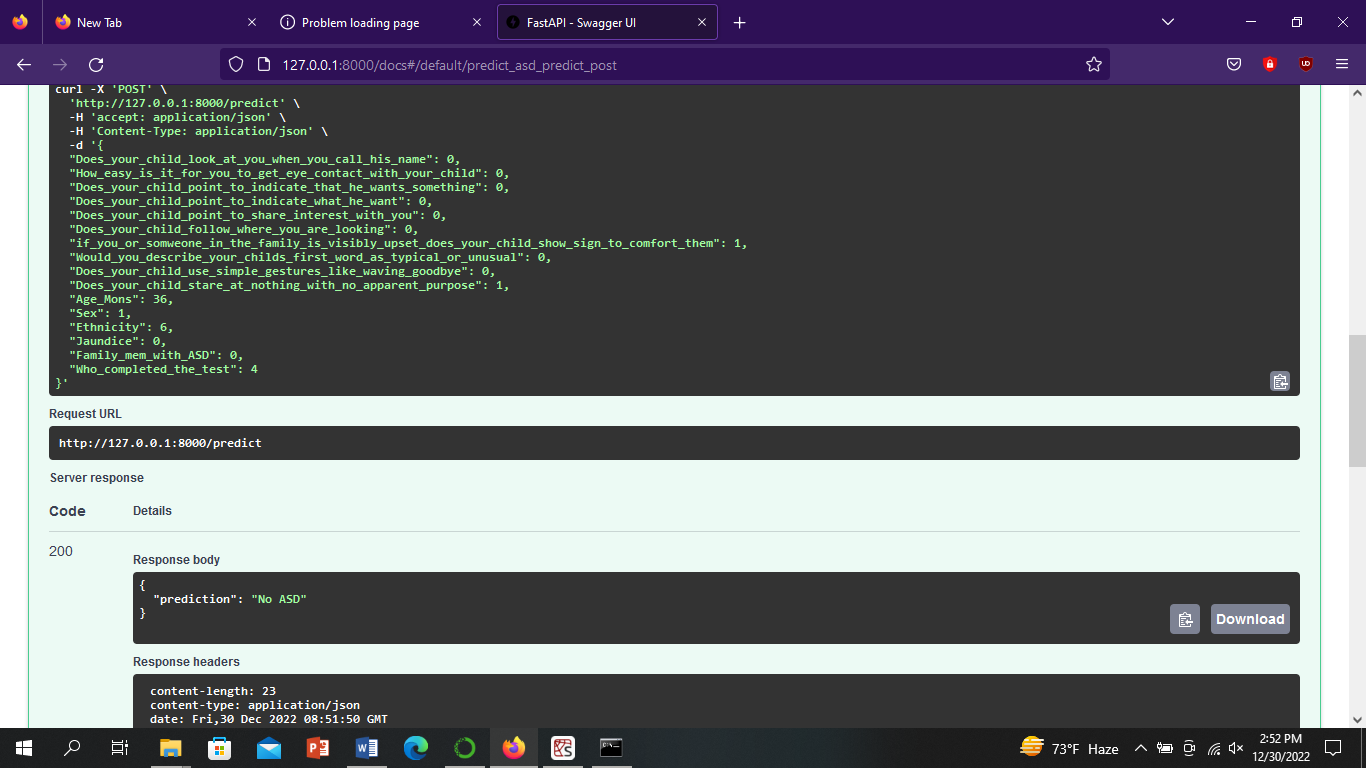 New Tab
Problem loading page
FastAPI - Swagger UI
127.0.0.1:8000/docs#/default/predict_asd_predict_post
curl -X 'POST' \
'http://127.0.0.1:8000/predict' \
-H 'accept: application/json' \
-H 'Content-Type: application/json' \
-d '{
"Does_your_child_look_at_you_when_you_call_his_name": 0,
"How_easy_is_it_for_you_to_get_eye_contact_with_your_child": 0,
"Does_your_child_point_to_indicate_that_he_wants_something": 0,
"Does_your_child_point_to_indicate_what_he_want": 0,
"Does_your_child_point_to_share_interest_with_you": 0,
"Does_your_child_follow_where_you_are_looking": 0,
"if_you_or_somweone_in_the_family_is_visibly_upset_does_your_child_show_sign_to_comfort_them": 1,
"Would_you_describe_your_childs_first_word_as_typical_or_unusual": 0,
"Does_your_child_use_simple_gestures_like_waving_goodbye": 0,
"Does_your_child_stare_at_nothing_with_no_apparent_purpose": 1,
"Age_Mons": 36,
"Sex": 1,
"Ethnicity": 6,
"Jaundice": 0,
"Family_mem_with_ASD": 0,
"Who_completed_the_test": 4
}'
Request URL
http://127.0.0.1:8000/predict
Server response
Code Details
200
Response body
{
"prediction": "No ASD"
}
Download
Response headers
content-length: 23
content-type: application/json
date: Fri,30 Dec 2022 08:51:50 GMT
73°F Haze
2:52 PM
12/30/2022